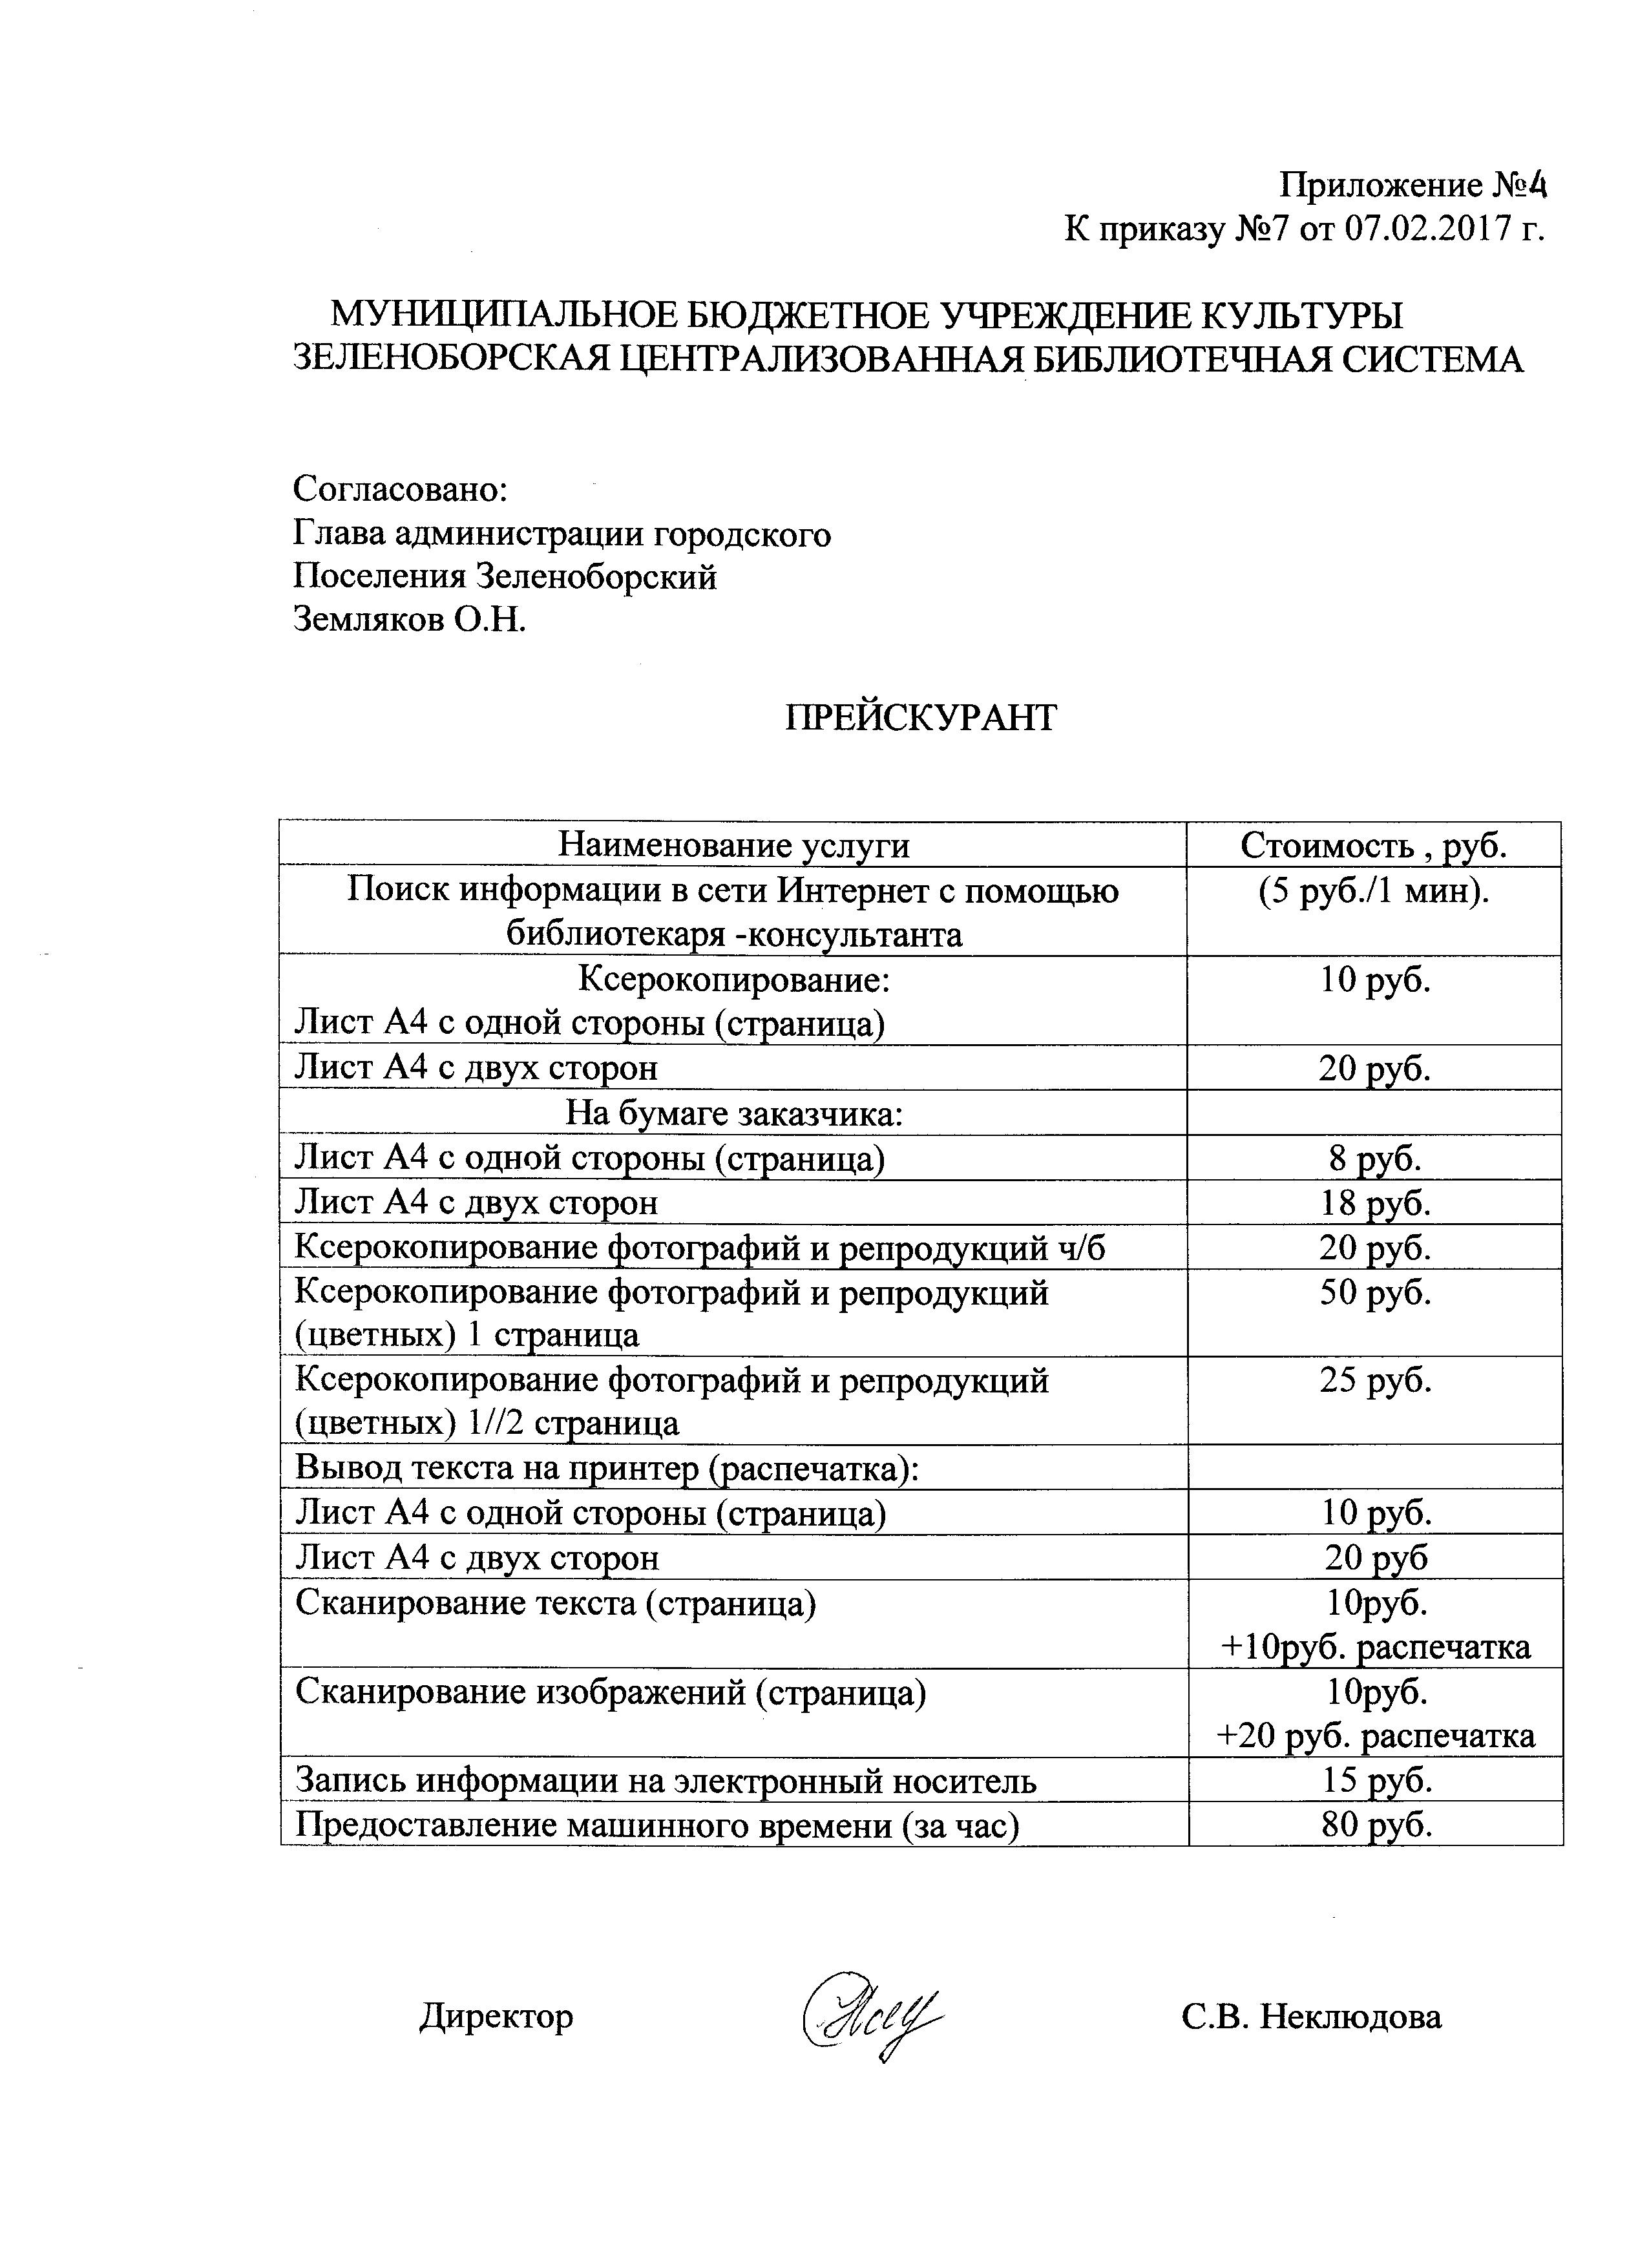 Приложение №4
К приказу №7 от 07.02.2017 г.
МУНИЦИПАЛЬНОЕ БЮДЖЕТНОЕ УЧРЕЖДЕНИЕ КУЛЬТУРЫ
ЗЕЛЕНОБОРСКАЯ ЦЕНТРАЛИЗОВАННАЯ БИБЛИОТЕЧНАЯ СИСТЕМА
Согласовано:
Глава администрации городского
Поселения Зеленоборский
Земляков О.Н.
ПРЕЙСКУРАНТ
Наименование услуги Стоимость , руб.
Поиск информации в сети Интернет с помощью (5 руб./1 мин).
библиотекаря -консультанта
Ксерокопирование: 10 руб.
Лист А4 с одной стороны (страница)
Лист А4 с двух сторон 20 руб.
На бумаге заказчика:
Лист А4 с одной стороны (страница) 8 руб.
Лист А4 с двух сторон 18 руб.
Ксерокопирование фотографий и репродукций ч/б 20 руб.
Ксерокопирование фотографий и репродукций 50 руб.
(цветных) 1 страница
Ксерокопирование фотографий и репродукций 25 руб.
(цветных) 1//2 страница
Вывод текста на принтер (распечатка):
Лист А4 с одной стороны (страница) 10 руб.
Лист А4 с двух сторон 20 руб
Сканирование текста (страница) 10руб.
+10руб. распечатка
Сканирование изображений (страница) 10руб.
+20 руб. распечатка
Запись информации на электронный носитель 15 руб.
Предоставление машинного времени (за час) 80 руб.
Директор С.В. Неклюдова